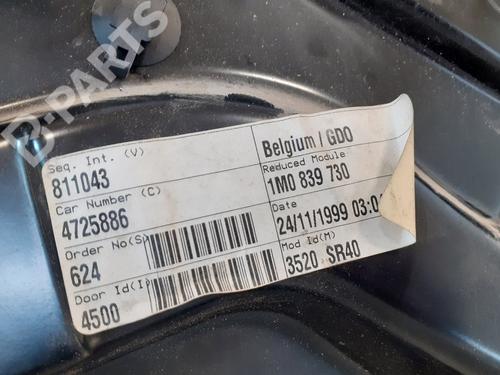 B-PARTS
Seq. Int. (V)
811043
Car Number (C)
4725886
Order No(S)
624
Door Id(I)
4500
Belgium / GDO
Reduced Module
1M0 839 730
Date
24/11/1999 03:0
Mod Id(M)
3520 SR40